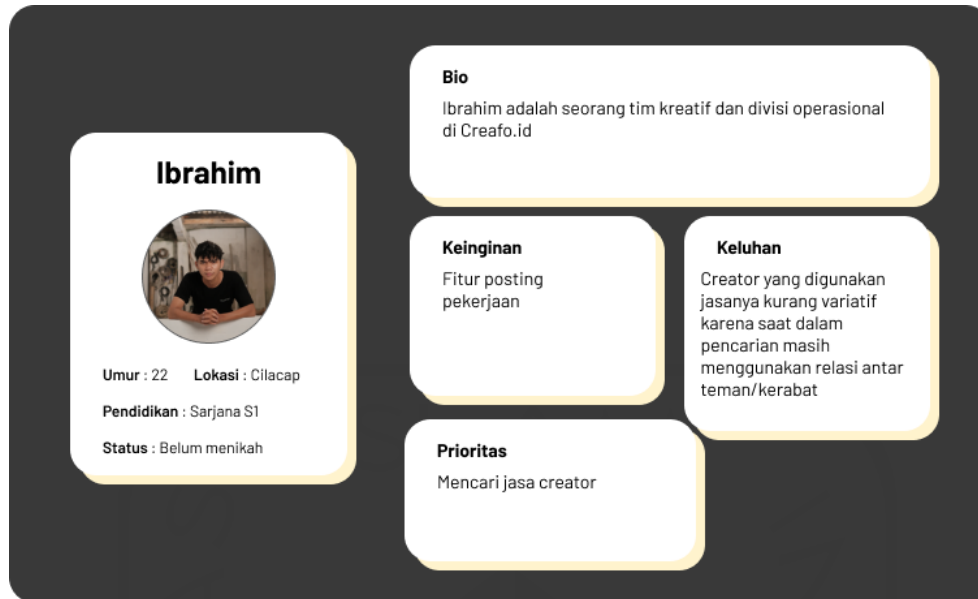 Ibrahim
Umur : 22 Lokasi : Cilacap
Pendidikan : Sarjana S1
Status : Belum menikah
Bio
Ibrahim adalah seorang tim kreatif dan divisi operasional
di Creafo.id
Keinginan
Fitur posting
pekerjaan
Keluhan
Creator yang digunakan
jasanya kurang variatif
karena saat dalam
pencarian masih
menggunakan relasi antar
teman/kerabat
Prioritas
Mencari jasa creator